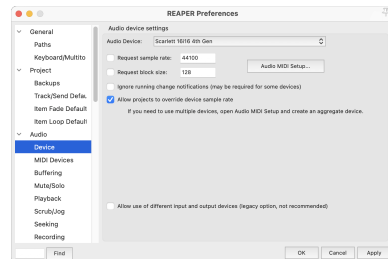 REAPER Preferences
General
Paths
Keyboard/Multito
Project
Backups
Track/Send Defau
Item Fade Default
Item Loop Default
Audio
Device
MIDI Devices
Buffering
Mute/Solo
Playback
Scrub/Jog
Seeking
Recording
Find
Audio device settings
Audio Device: Scarlett 16i16 4th Gen
Request sample rate: 44100
Request block size: 128
Audio MIDI Setup...
Ignore running change notifications (may be required for some devices)
Allow projects to override device sample rate
If you need to use multiple devices, open Audio MIDI Setup and create an aggregate device.
Allow use of different input and output devices (legacy option, not recommended)
OK Cancel Apply